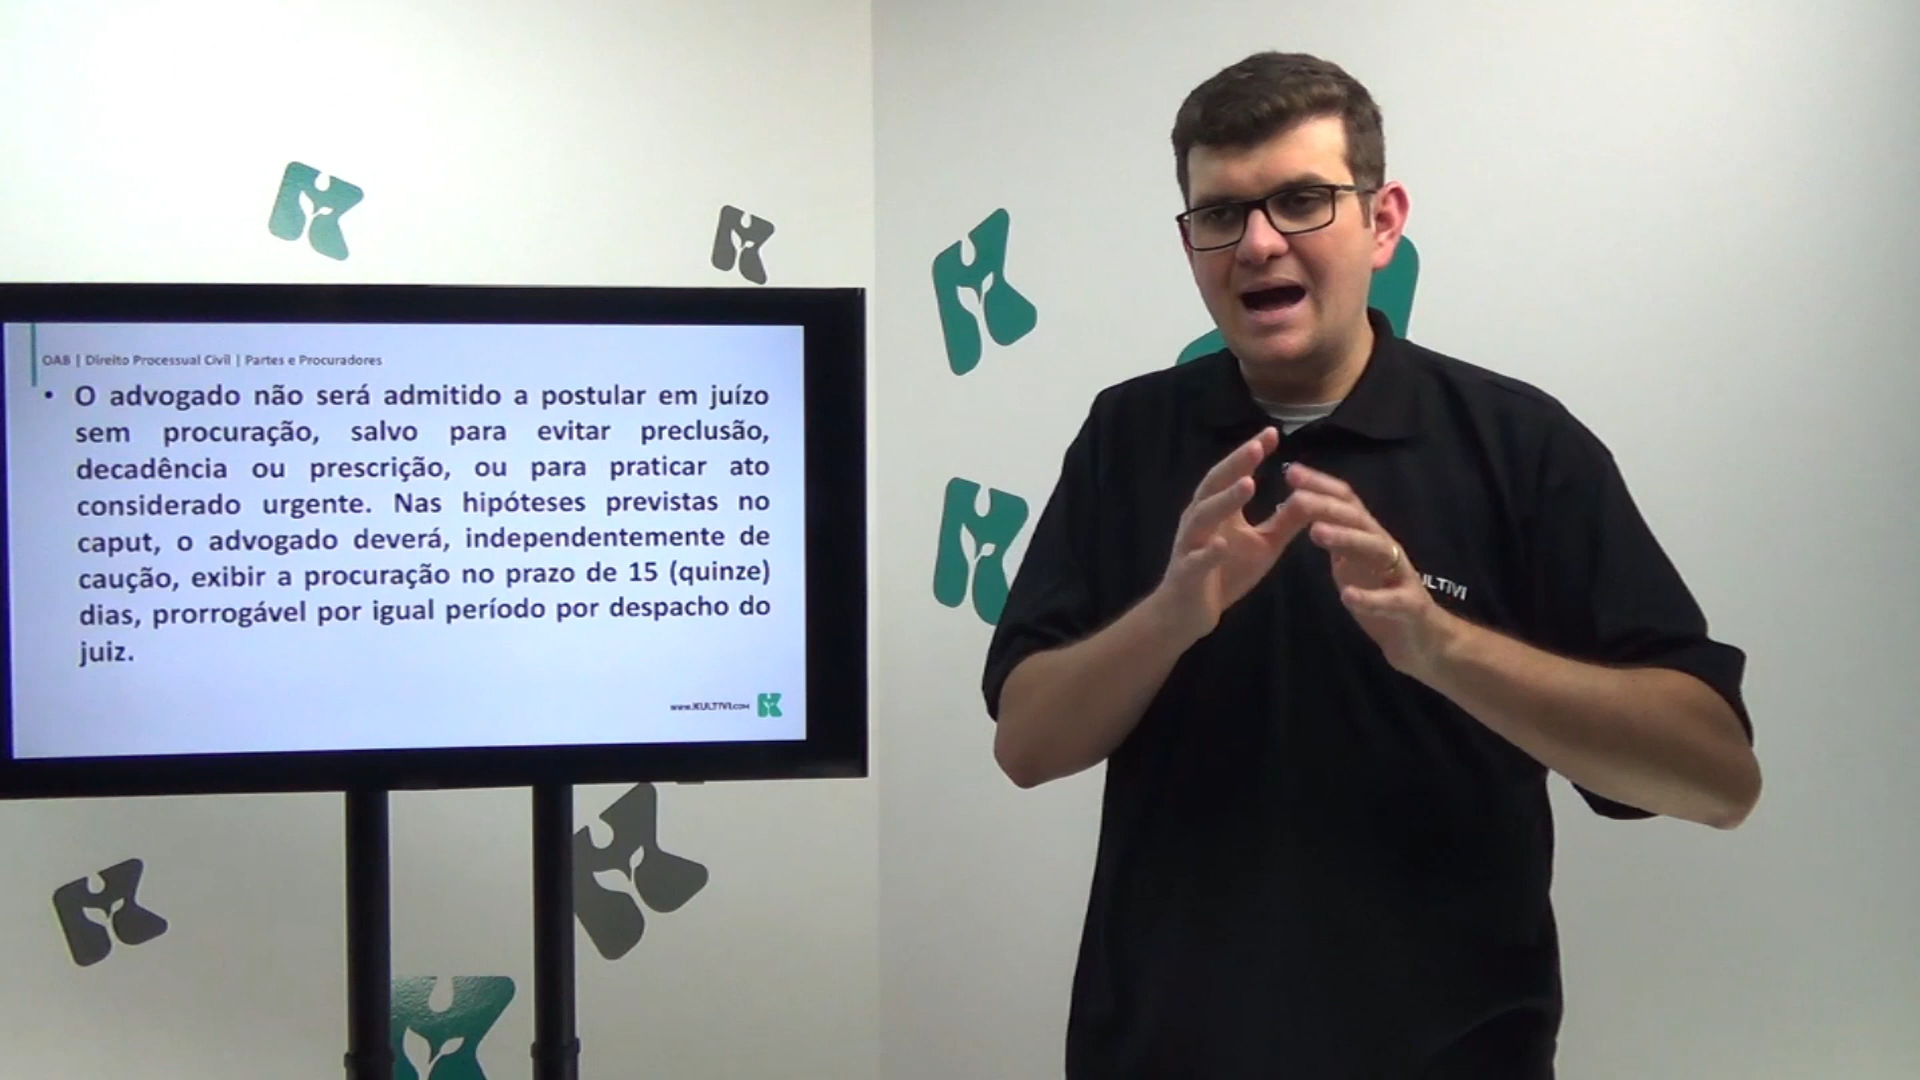 OAB | Direito Processual Civil | Partes e Procuradores
• O advogado não será admitido a postular em juízo
sem procuração, salvo para evitar preclusão,
decadência ou prescrição, ou para praticar ato
considerado urgente. Nas hipóteses previstas no
caput, o advogado deverá, independentemente de
caução, exibir a procuração no prazo de 15 (quinze)
dias, prorrogável por igual período por despacho do
juiz.
www.KULTIVI.com